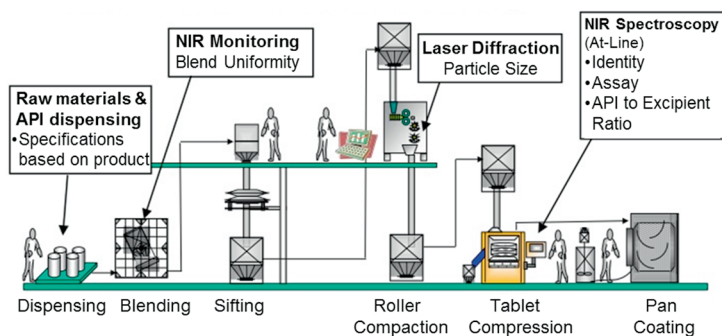 NIR Monitoring
Blend Uniformity
Laser Diffraction
Particle Size
NIR Spectroscopy
(At-Line)
•Identity
•Assay
•API to Excipient
Ratio
Raw materials &
API dispensing
•Specifications
based on product
Dispensing
Blending
Sifting
Roller
Compaction
Tablet
Compression
Pan
Coating